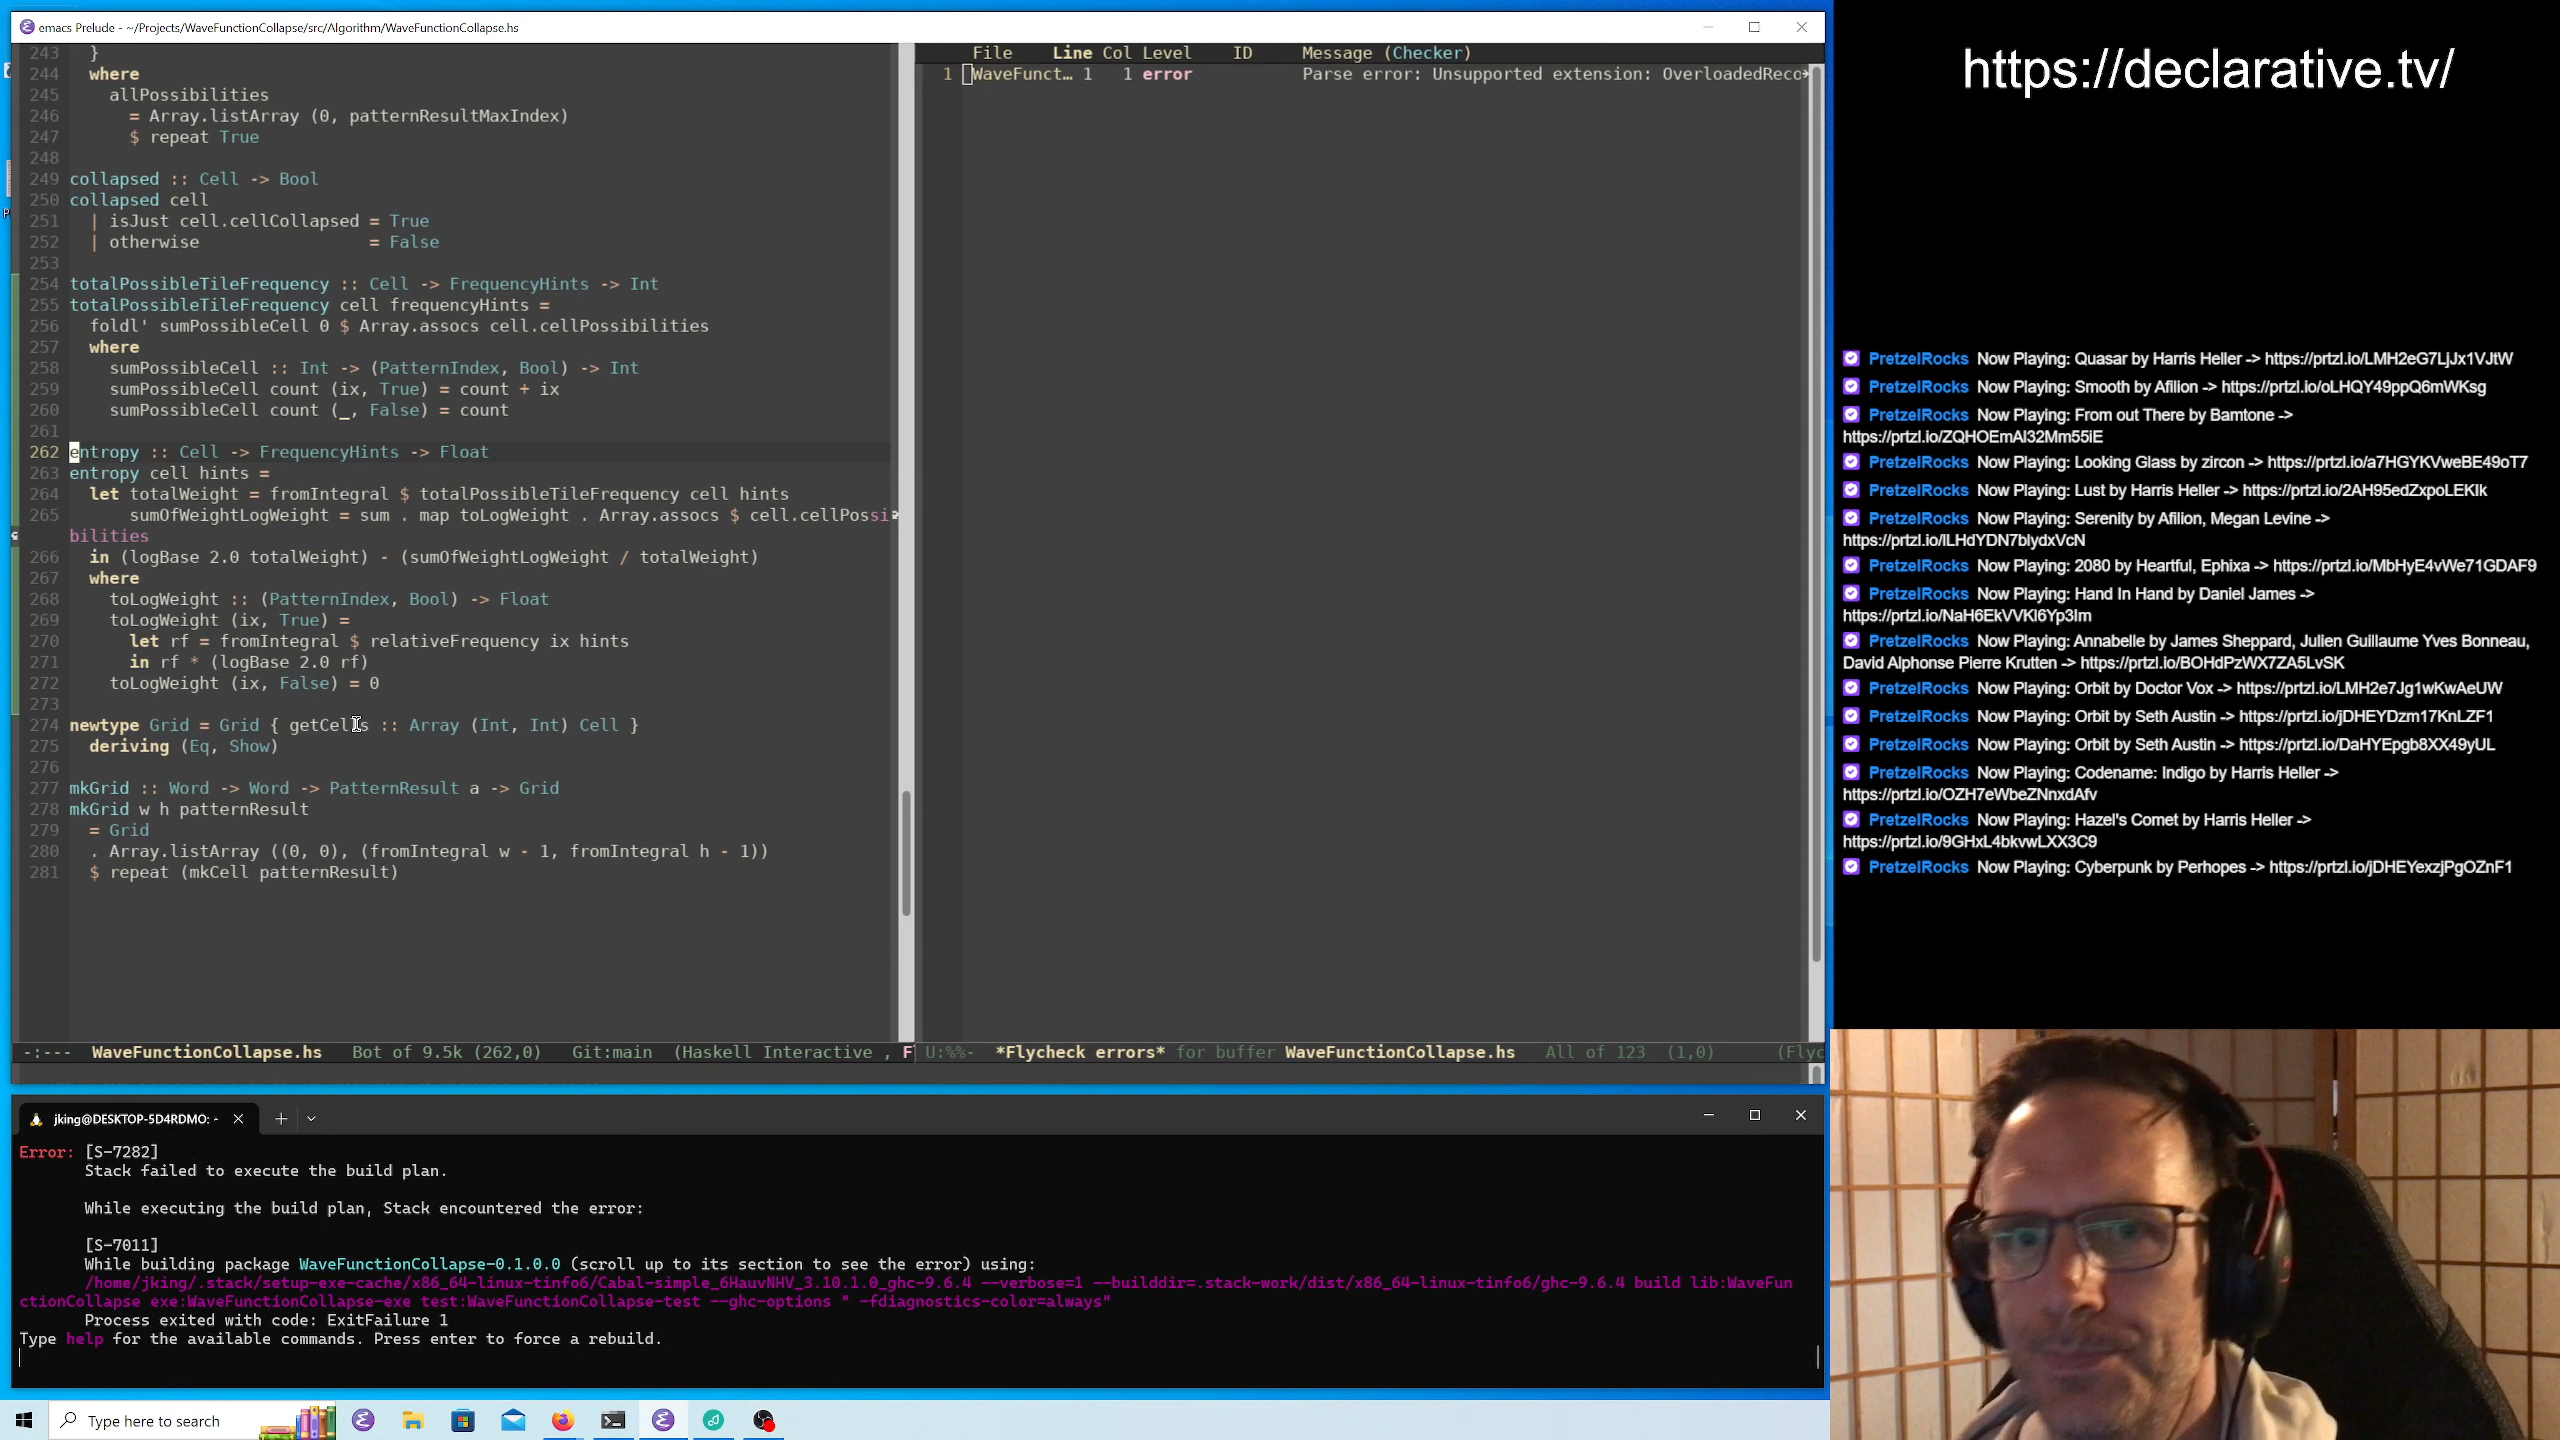 emacs Prelude - ~/Projects/WaveFunctionCollapse/src/Algorithm/WaveFunctionCollapse.hs
243 }
244 where
245 allPossibilities
246 = Array.listArray (0, patternResultMaxIndex)
247 $ repeat True
248
249 collapsed :: Cell -> Bool
250 collapsed cell
251 | isJust cell.cellCollapsed = True
252 | otherwise = False
253
254 totalPossibleTileFrequency :: Cell -> FrequencyHints -> Int
255 totalPossibleTileFrequency cell frequencyHints =
256 foldl' sumPossibleCell 0 $ Array.assocs cell.cellPossibilities
257 where
258 sumPossibleCell :: Int -> (PatternIndex, Bool) -> Int
259 sumPossibleCell count (ix, True) = count + ix
260 sumPossibleCell count (_, False) = count
261
262 entropy :: Cell -> FrequencyHints -> Float
263 entropy cell hints =
264 let totalWeight = fromIntegral $ totalPossibleTileFrequency cell hints
265 sumOfWeightLogWeight = sum . map toLogWeight . Array.assocs $ cell.cellPossi
bilities
266 in (logBase 2.0 totalWeight) - (sumOfWeightLogWeight / totalWeight)
267 where
268 toLogWeight :: (PatternIndex, Bool) -> Float
269 toLogWeight (ix, True) =
270 let rf = fromIntegral $ relativeFrequency ix hints
271 in rf * (logBase 2.0 rf)
272 toLogWeight (ix, False) = 0
273
274 newtype Grid = Grid { getCells :: Array (Int, Int) Cell }
275 deriving (Eq, Show)
276
277 mkGrid :: Word -> Word -> PatternResult a -> Grid
278 mkGrid w h patternResult
279 = Grid
280 . Array.listArray ((0, 0), (fromIntegral w - 1, fromIntegral h - 1))
281 $ repeat (mkCell patternResult)
-:--- WaveFunctionCollapse.hs Bot of 9.5k (262,0) Git:main (Haskell Interactive , F
File Line Col Level ID Message (Checker)
1 WaveFunct… 1 1 error Parse error: Unsupported extension: OverloadedReco
U:%%- *Flycheck errors* for buffer WaveFunctionCollapse.hs All of 123 (1,0) (Flyc
jking@DESKTOP-5D4RDMO: -
Error: [S-7282]
Stack failed to execute the build plan.
While executing the build plan, Stack encountered the error:
[S-7011]
While building package WaveFunctionCollapse-0.1.0.0 (scroll up to its section to see the error) using:
/home/jking/.stack/setup-exe-cache/x86_64-linux-tinfo6/Cabal-simple_6HauvNHV_3.10.1.0_ghc-9.6.4 --verbose=1 --builddir=.stack-work/dist/x86_64-linux-tinfo6/ghc-9.6.4 build lib:WaveFun
ctionCollapse exe:WaveFunctionCollapse-exe test:WaveFunctionCollapse-test --ghc-options " -fdiagnostics-color=always"
Process exited with code: ExitFailure 1
Type help for the available commands. Press enter to force a rebuild.
Type here to search
https://declarative.tv/
PretzelRocks Now Playing: Quasar by Harris Heller -> https://prtzl.io/LMH2eG7LjJx1VJtW
PretzelRocks Now Playing: Smooth by Afilion -> https://prtzl.io/oLHQY49ppQ6mWKsg
PretzelRocks Now Playing: From out There by Bamtone ->
https://prtzl.io/ZQHOEmAl32Mm55iE
PretzelRocks Now Playing: Looking Glass by zircon -> https://prtzl.io/a7HGYKVweBE49oT7
PretzelRocks Now Playing: Lust by Harris Heller -> https://prtzl.io/2AH95edZxpoLEKIk
PretzelRocks Now Playing: Serenity by Afilion, Megan Levine ->
https://prtzl.io/lLHdYDN7blydxVcN
PretzelRocks Now Playing: 2080 by Heartful, Ephixa -> https://prtzl.io/MbHyE4vWe71GDAF9
PretzelRocks Now Playing: Hand In Hand by Daniel James ->
https://prtzl.io/NaH6EkVVKl6Yp3Im
PretzelRocks Now Playing: Annabelle by James Sheppard, Julien Guillaume Yves Bonneau,
David Alphonse Pierre Krutten -> https://prtzl.io/BOHdPzWX7ZA5LvSK
PretzelRocks Now Playing: Orbit by Doctor Vox -> https://prtzl.io/LMH2e7Jg1wKwAeUW
PretzelRocks Now Playing: Orbit by Seth Austin -> https://prtzl.io/jDHEYDzm17KnLZF1
PretzelRocks Now Playing: Orbit by Seth Austin -> https://prtzl.io/DaHYEpgb8XX49yUL
PretzelRocks Now Playing: Codename: Indigo by Harris Heller ->
https://prtzl.io/OZH7eWbeZNnxdAfv
PretzelRocks Now Playing: Hazel's Comet by Harris Heller ->
https://prtzl.io/9GHxL4bkvwLXX3C9
PretzelRocks Now Playing: Cyberpunk by Perhopes -> https://prtzl.io/jDHEYexzjPgOZnF1